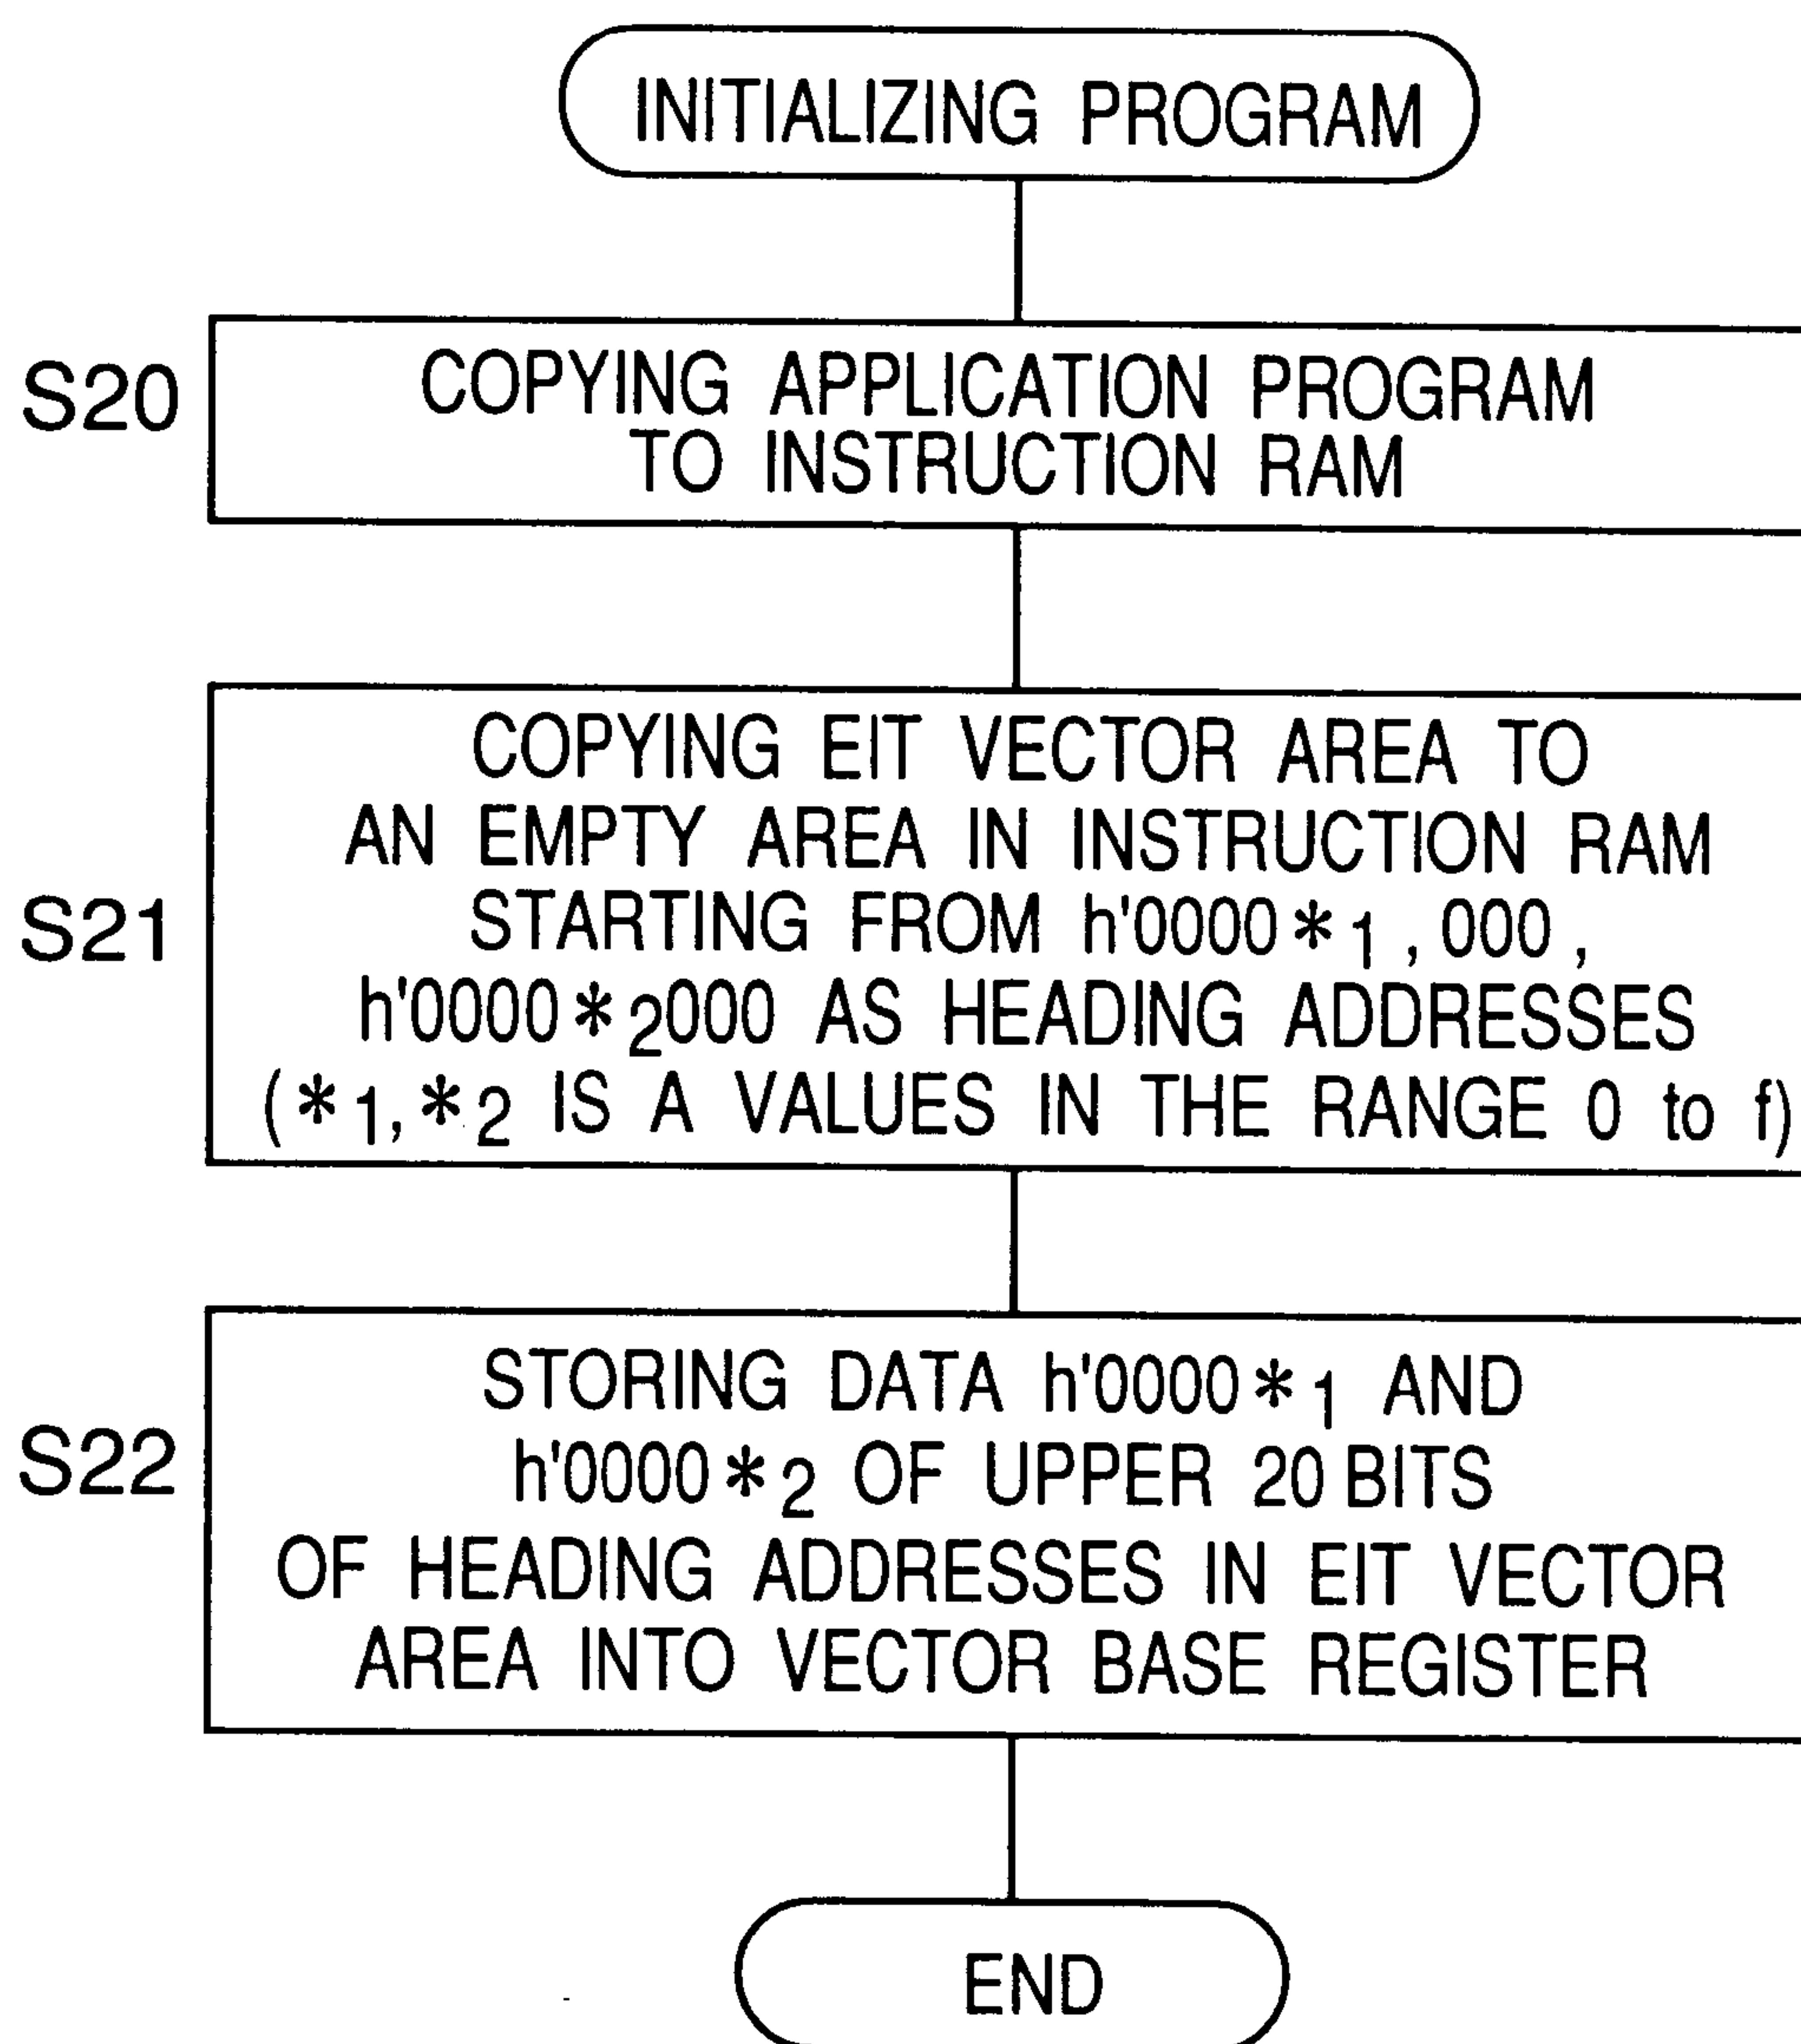 INITIALIZING PROGRAM
S20
COPYING APPLICATION PROGRAM
TO INSTRUCTION RAM
S21
COPYING EIT VECTOR AREA TO
AN EMPTY AREA IN INSTRUCTION RAM
STARTING FROM h'0000*1,000,
h'0000*2000 AS HEADING ADDRESSES
(*1,*2 IS A VALUES IN THE RANGE 0 to f)
S22
STORING DATA h'0000*1 AND
h'0000*2 OF UPPER 20 BITS
OF HEADING ADDRESSES IN EIT VECTOR
AREA INTO VECTOR BASE REGISTER
END